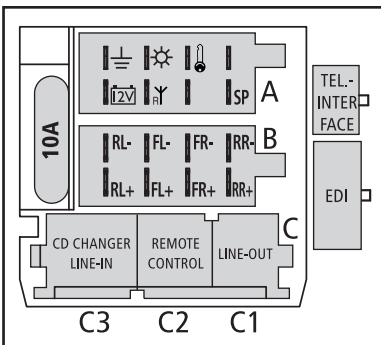 12V
R
SP
A
TEL.-
INTER
FACE
10A
B
RL- FL- FR- RR-
RL+ FL+ FR+ RR+
C
EDI
CD CHANGER
LINE-IN
REMOTE
CONTROL
LINE-OUT
C3 C2 C1